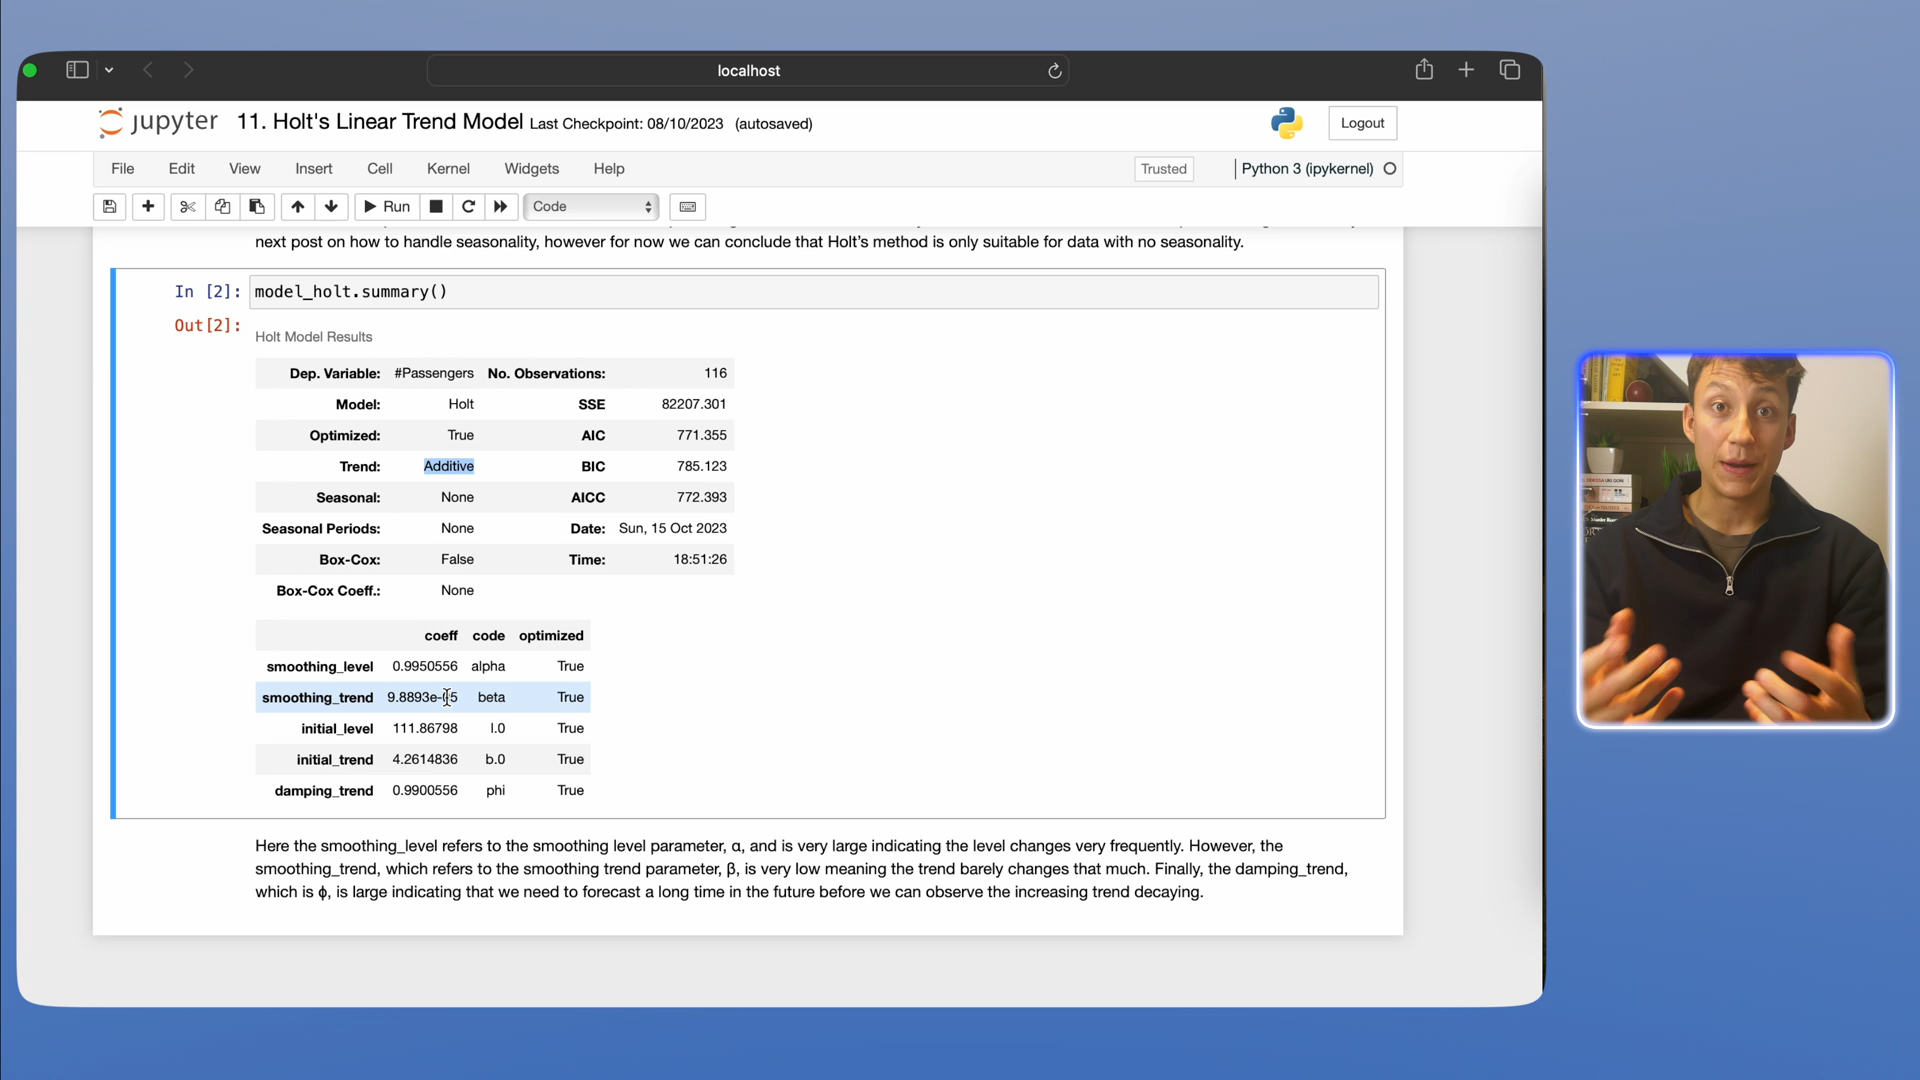 localhost
jupyter 11. Holt's Linear Trend Model Last Checkpoint: 08/10/2023 (autosaved)
Logout
File Edit View Insert Cell Kernel Widgets Help
Trusted
Python 3 (ipykernel)
Run
Code
next post on how to handle seasonality, however for now we can conclude that Holt's method is only suitable for data with no seasonality.
In [2]: model_holt.summary()
Out[2]:
Holt Model Results
Dep. Variable: #Passengers No. Observations: 116
Model: Holt SSE 82207.301
Optimized: True AIC 771.355
Trend: Additive BIC 785.123
Seasonal: None AICC 772.393
Seasonal Periods: None Date: Sun, 15 Oct 2023
Box-Cox: False Time: 18:51:26
Box-Cox Coeff.: None
coeff code optimized
smoothing_level 0.9950556 alpha True
smoothing_trend 9.8893e-05 beta True
initial_level 111.86798 l.0 True
initial_trend 4.2614836 b.0 True
damping_trend 0.9900556 phi True
Here the smoothing_level refers to the smoothing level parameter, α, and is very large indicating the level changes very frequently. However, the
smoothing_trend, which refers to the smoothing trend parameter, β, is very low meaning the trend barely changes that much. Finally, the damping_trend,
which is ϕ, is large indicating that we need to forecast a long time in the future before we can observe the increasing trend decaying.